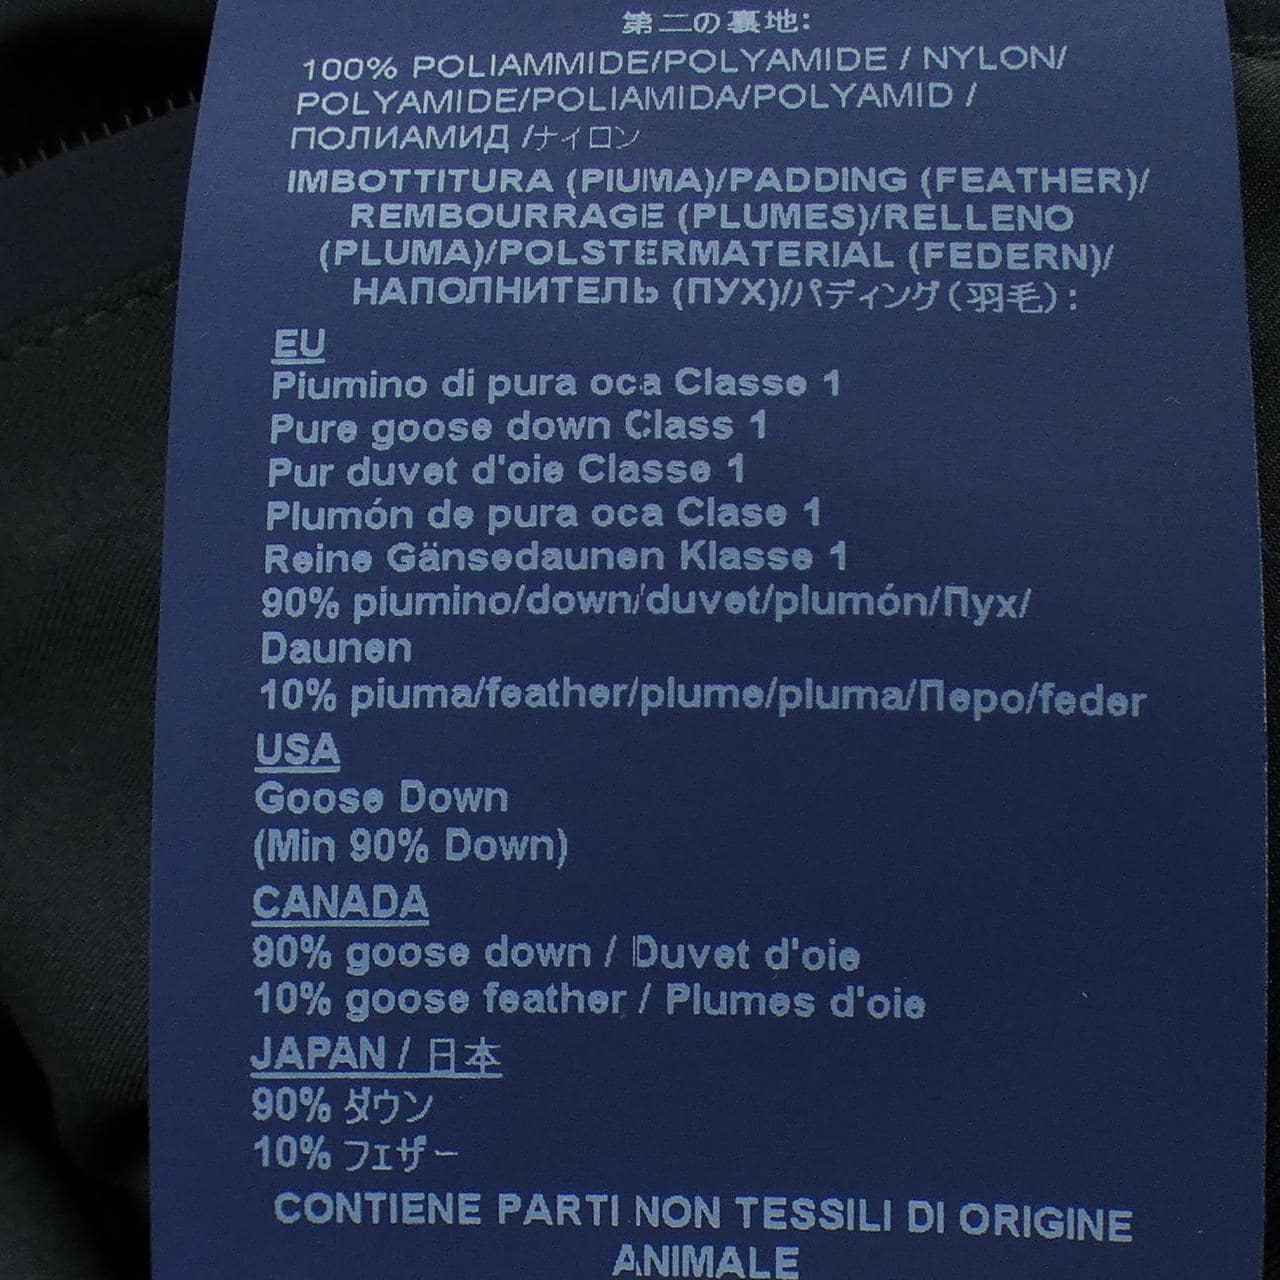 第二の裏地:
100% POLIAMMIDE/POLYAMIDE / NYLON/
POLYAMIDE/POLIAMIDA/POLYAMID /
ПОЛИАМИД /ナイロン
IMBOTTITURA (PIUMA)/PADDING (FEATHER)/
REMBOURRAGE (PLUMES)/RELLENO
(PLUMA)/POLSTERMATERIAL (FEDERN)/
НАПОЛНИТЕЛЬ (ПУХ)//パディング(羽毛):
EU
Piumino di pura oca Classe 1
Pure goose down Class 1
Pur duvet d'oie Classe 1
Plumón de pura oca Clase 1
Reine Gänsedaunen Klasse 1
90% piumino/down/duvet/plumón/Пух/
Daunen
10% piuma/feather/plume/pluma/Перо/feder
USA
Goose Down
(Min 90% Down)
CANADA
90% goose down / Duvet d'oie
10% goose feather / Plumes d'oie
JAPAN / 日本
90% ダウン
10% フェザー
CONTIENE PARTI NON TESSILI DI ORIGINE
ANIMALE